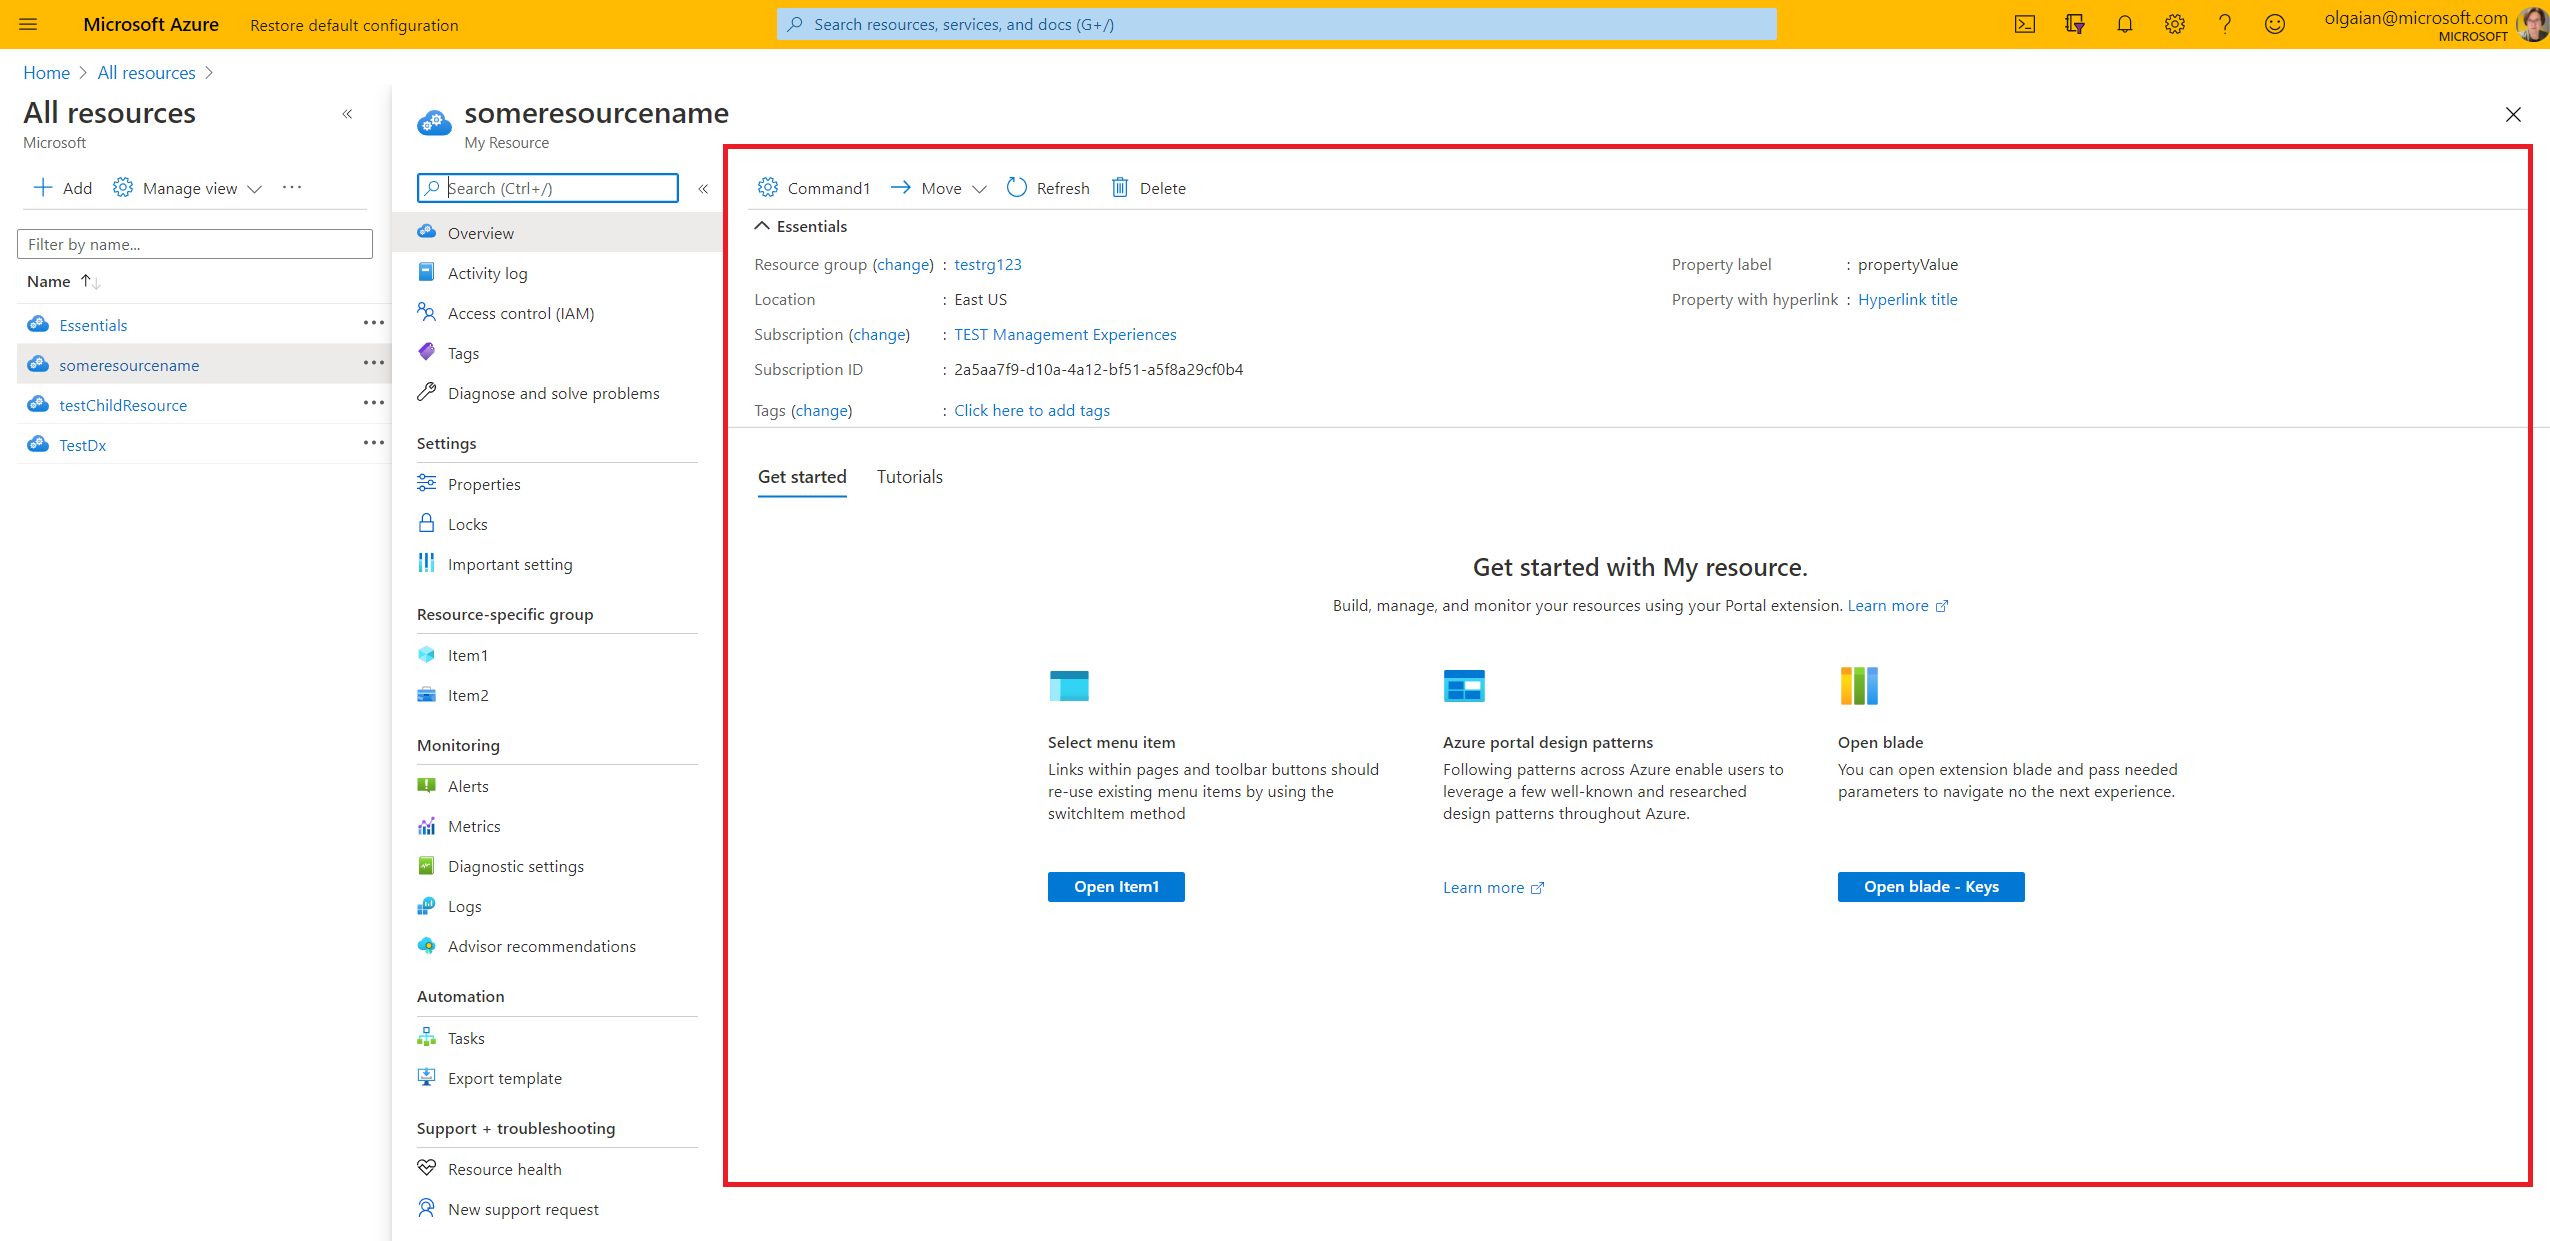 Microsoft Azure
Restore default configuration
Search resources, services, and docs (G+/)
olgaian@microsoft.com
MICROSOFT
Home > All resources >
All resources
Microsoft
Add
Manage view
Filter by name...
Name
Essentials
someresourcename
testChildResource
TestDx
someresourcename
My Resource
Search (Ctrl+/)
Overview
Activity log
Access control (IAM)
Tags
Diagnose and solve problems
Settings
Properties
Locks
Important setting
Resource-specific group
Item1
Item2
Monitoring
Alerts
Metrics
Diagnostic settings
Logs
Advisor recommendations
Automation
Tasks
Export template
Support + troubleshooting
Resource health
New support request
Command1
Move
Refresh
Delete
Essentials
Resource group (change) : testrg123
Location : East US
Subscription (change) : TEST Management Experiences
Subscription ID : 2a5aa7f9-d10a-4a12-bf51-a5f8a29cf0b4
Tags (change) : Click here to add tags
Property label : propertyValue
Property with hyperlink : Hyperlink title
Get started
Tutorials
Get started with My resource.
Build, manage, and monitor your resources using your Portal extension. Learn more
Select menu item
Links within pages and toolbar buttons should
re-use existing menu items by using the
switchItem method
Open Item1
Azure portal design patterns
Following patterns across Azure enable users to
leverage a few well-known and researched
design patterns throughout Azure.
Learn more
Open blade
You can open extension blade and pass needed
parameters to navigate no the next experience.
Open blade - Keys